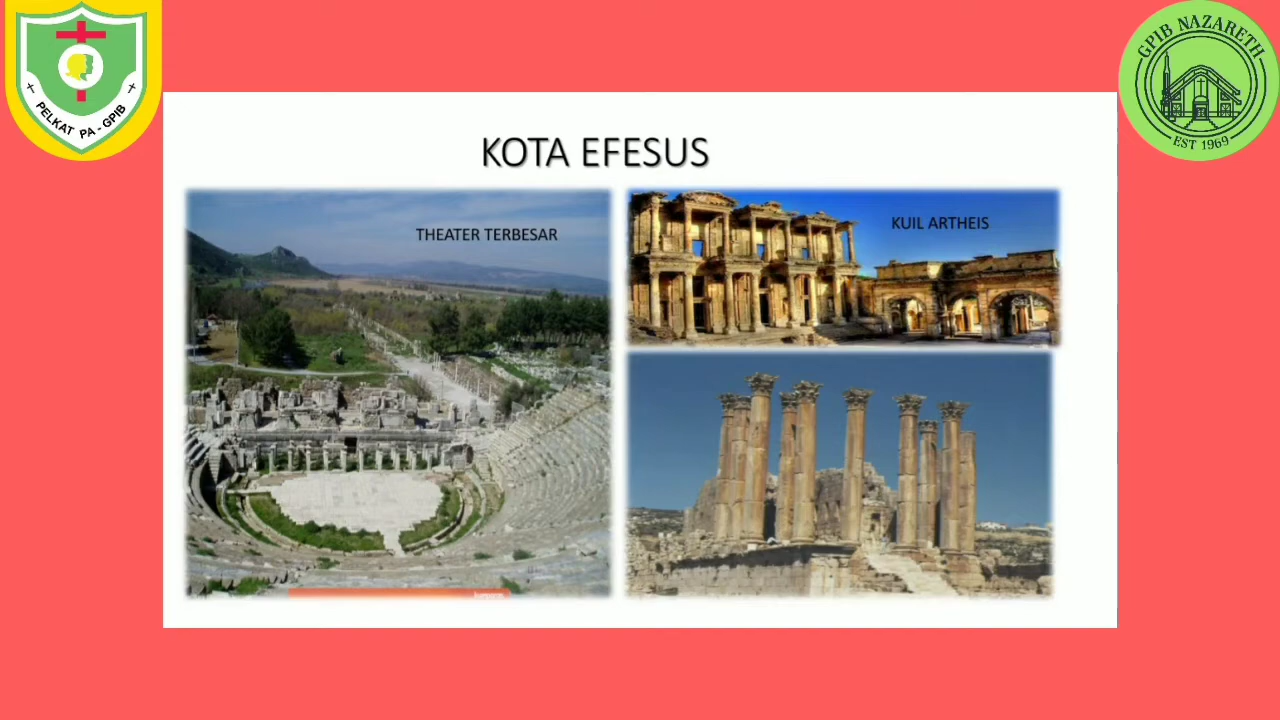 PELKAT PA - GPIB
GPIB NAZARETH
EST 1969
KOTA EFESUS
THEATER TERBESAR
KUIL ARTHEIS